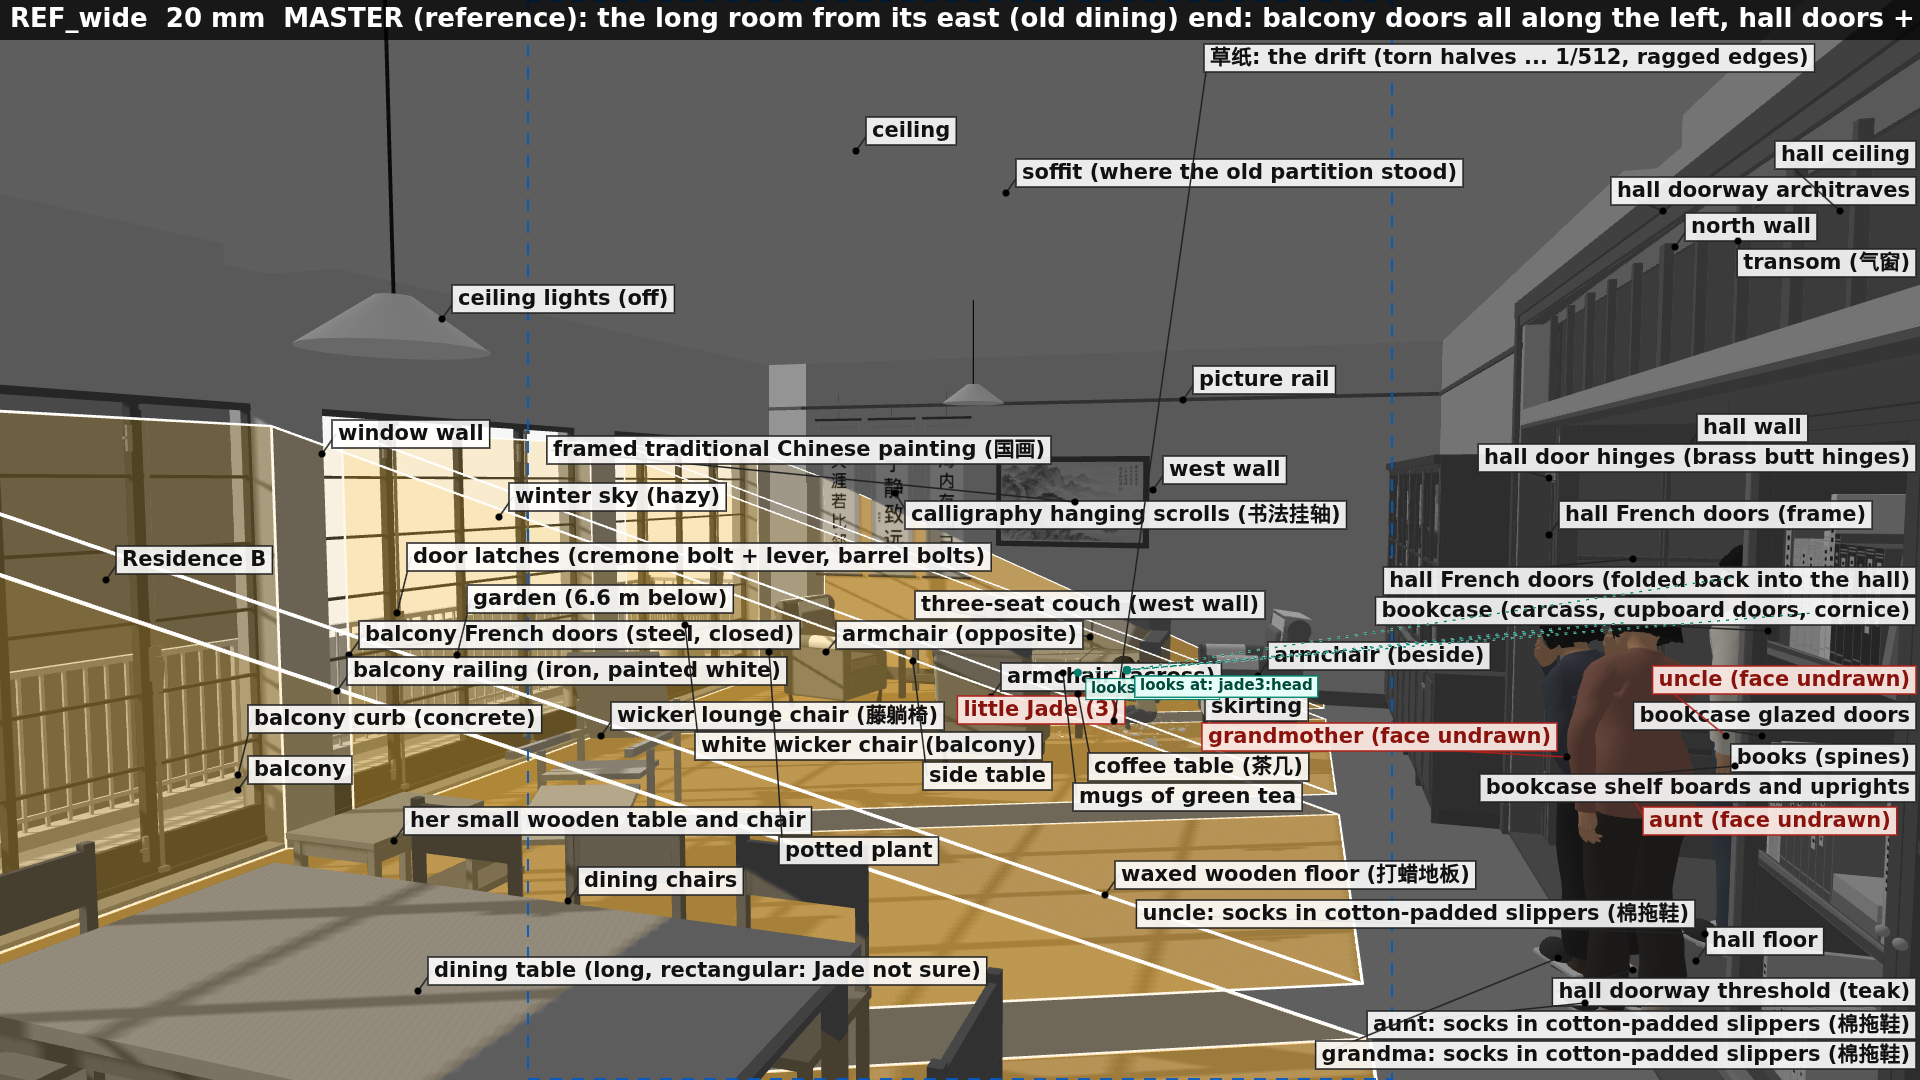 REF_wide 20 mm MASTER (reference): the long room from its east (old dining) end: balcony doors all along the left, hall doors +
草纸: the drift (torn halves ... 1/512, ragged edges)
ceiling
hall ceiling
soffit (where the old partition stood)
hall doorway architraves
north wall
transom (气窗)
ceiling lights (off)
picture rail
hall wall
window wall
framed traditional Chinese painting (国画)
hall door hinges (brass butt hinges)
west wall
winter sky (hazy)
calligraphy hanging scrolls (书法挂轴)
hall French doors (frame)
天涯若比邻
宁静致远
Residence B
door latches (cremone bolt + lever, barrel bolts)
hall French doors (folded back into the hall)
garden (6.6 m below)
three-seat couch (west wall)
bookcase (carcass, cupboard doors, cornice)
balcony French doors (steel, closed)
armchair (opposite)
armchair (beside)
balcony railing (iron, painted white)
armchair (across)
uncle (face undrawn)
looks
looks at: jade3:head
little Jade (3)
skirting
balcony curb (concrete)
wicker lounge chair (藤躺椅)
bookcase glazed doors
grandmother (face undrawn)
white wicker chair (balcony)
books (spines)
balcony
side table
coffee table (茶几)
bookcase shelf boards and uprights
mugs of green tea
her small wooden table and chair
aunt (face undrawn)
potted plant
dining chairs
waxed wooden floor (打蜡地板)
uncle: socks in cotton-padded slippers (棉拖鞋)
hall floor
dining table (long, rectangular: Jade not sure)
hall doorway threshold (teak)
aunt: socks in cotton-padded slippers (棉拖鞋)
grandma: socks in cotton-padded slippers (棉拖鞋)